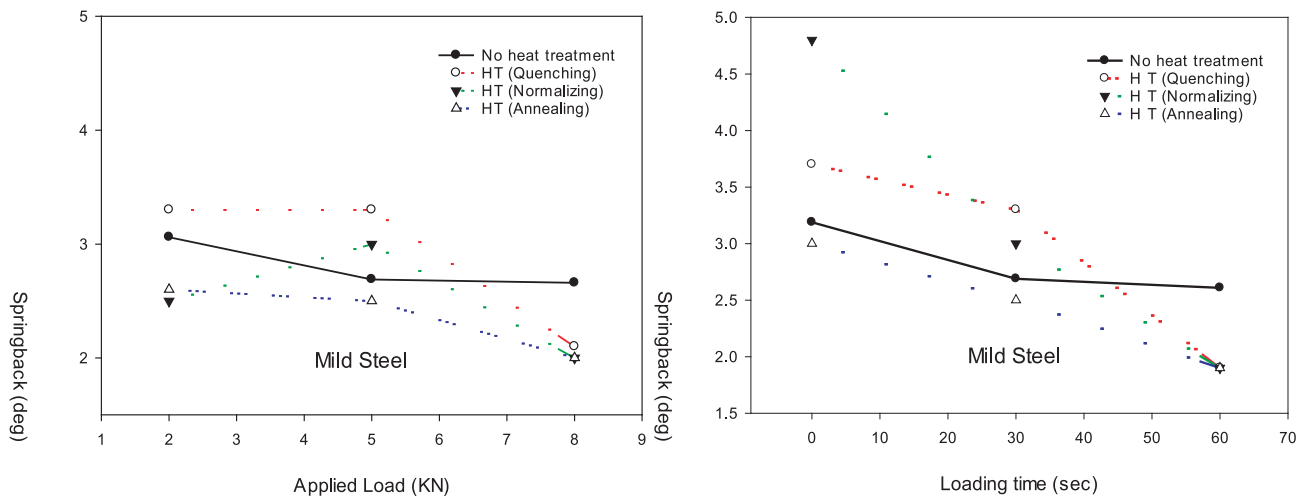 5
4
3
2
Springback (deg)
No heat treatment
HT (Quenching)
HT (Normalizing)
HT (Annealing)
Mild Steel
1 2 3 4 5 6 7 8 9
Applied Load (KN)
5.0
4.5
4.0
3.5
3.0
2.5
2.0
1.5
Springback (deg)
No heat treatment
H T (Quenching)
H T (Normalizing)
H T (Annealing)
Mild Steel
0 10 20 30 40 50 60 70
Loading time (sec)